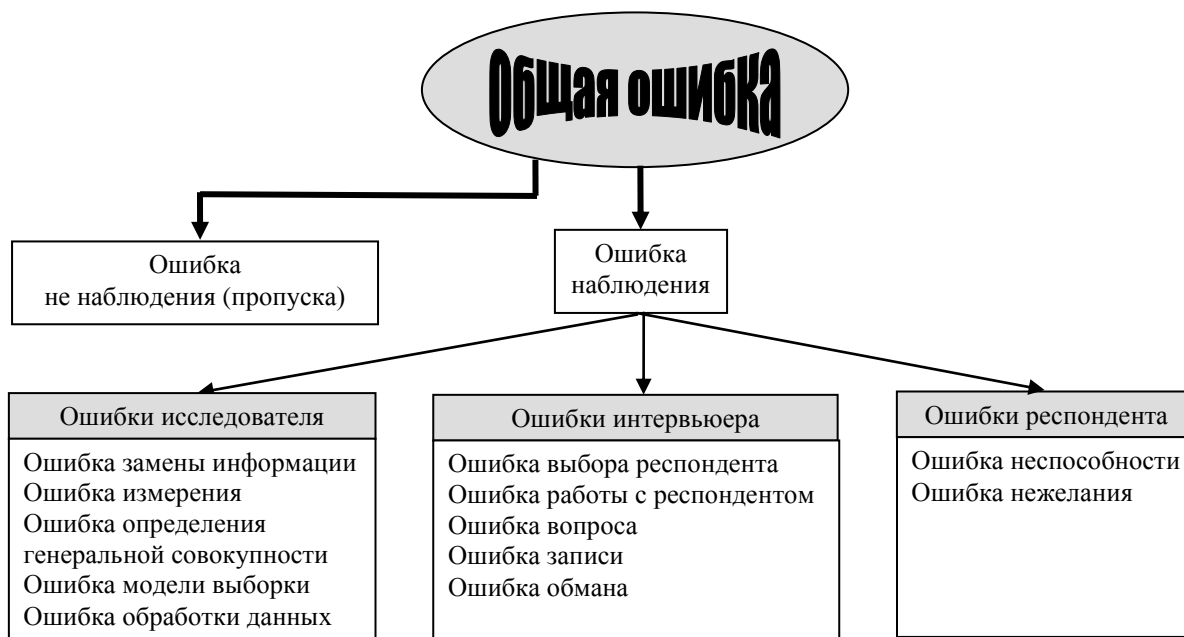 Общая ошибка
Ошибка
не наблюдения (пропуска)
Ошибка
наблюдения
Ошибки исследователя
Ошибка замены информации
Ошибка измерения
Ошибка определения
генеральной совокупности
Ошибка модели выборки
Ошибка обработки данных
Ошибки интервьюера
Ошибка выбора респондента
Ошибка работы с респондентом
Ошибка вопроса
Ошибка записи
Ошибка обмана
Ошибки респондента
Ошибка неспособности
Ошибка нежелания